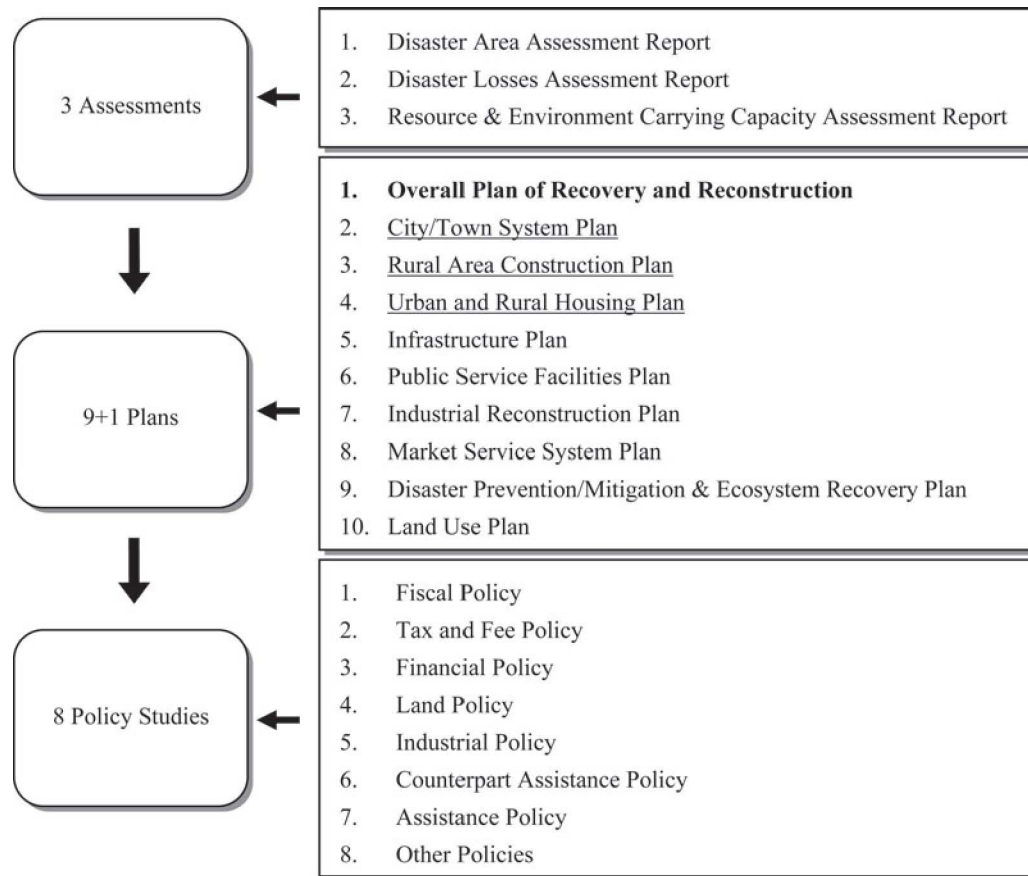 3 Assessments
1. Disaster Area Assessment Report
2. Disaster Losses Assessment Report
3. Resource & Environment Carrying Capacity Assessment Report
9+1 Plans
1. Overall Plan of Recovery and Reconstruction
2. City/Town System Plan
3. Rural Area Construction Plan
4. Urban and Rural Housing Plan
5. Infrastructure Plan
6. Public Service Facilities Plan
7. Industrial Reconstruction Plan
8. Market Service System Plan
9. Disaster Prevention/Mitigation & Ecosystem Recovery Plan
10. Land Use Plan
8 Policy Studies
1. Fiscal Policy
2. Tax and Fee Policy
3. Financial Policy
4. Land Policy
5. Industrial Policy
6. Counterpart Assistance Policy
7. Assistance Policy
8. Other Policies